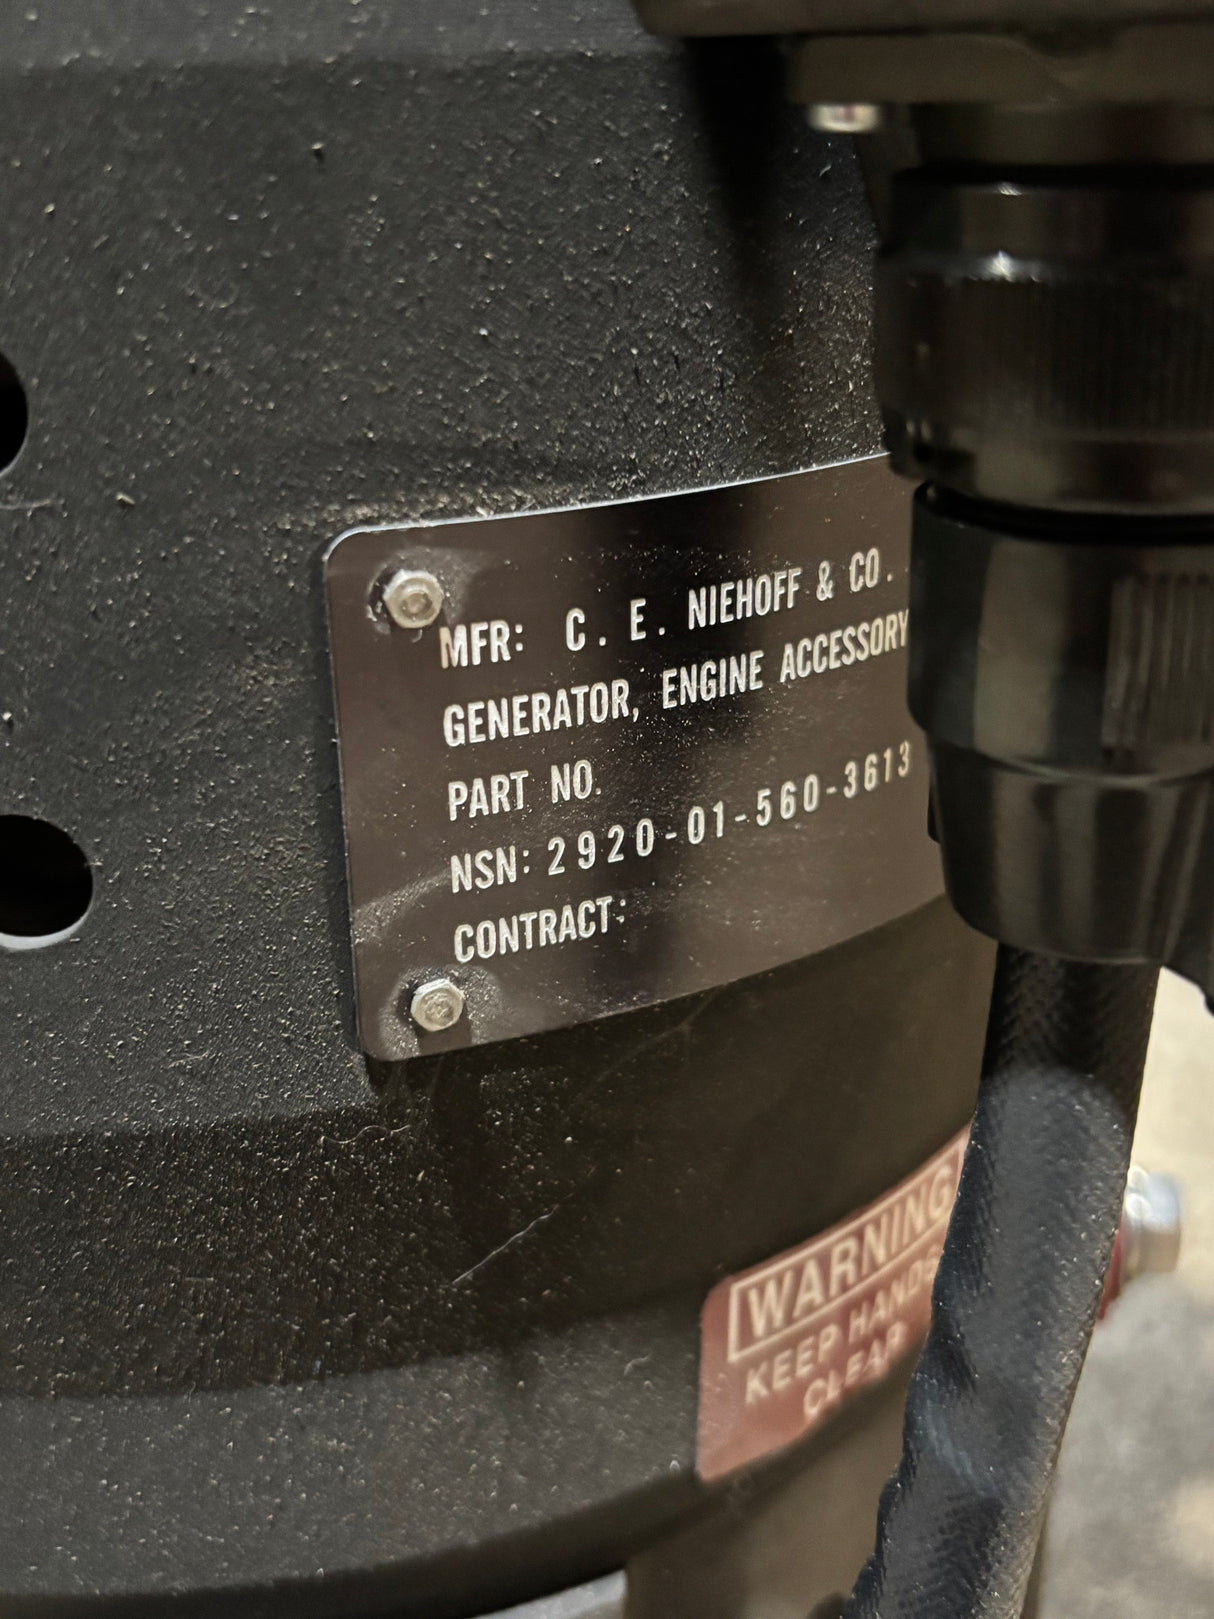 MFR: C. E. NIEHOFF & CO.
GENERATOR, ENGINE ACCESSORY
PART NO.
NSN: 2920-01-560-3613
CONTRACT:
WARNING
KEEP HANDS
CLEAR